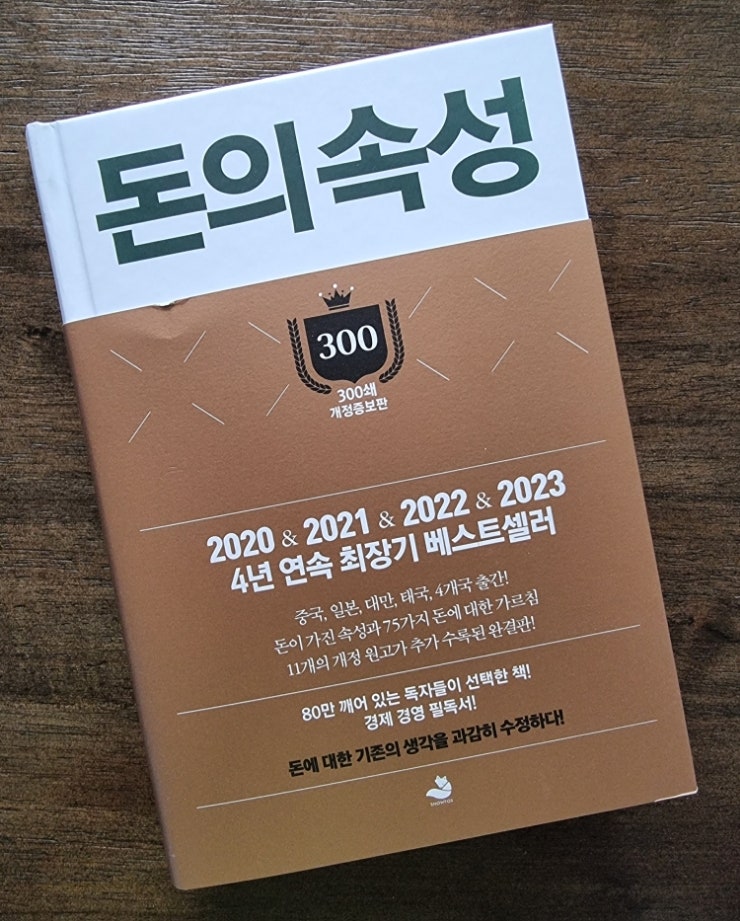 돈의 속성
300
300쇄
개정증보판
2020 & 2021 & 2022 & 2023
4년 연속 최장기 베스트셀러
중국, 일본, 대만, 태국, 4개국 출간!
돈이 가진 속성과 75가지 돈에 대한 가르침
11개의 개정 원고가 추가 수록된 완결판!
80만 깨어 있는 독자들이 선택한 책!
경제 경영 필독서!
돈에 대한 기존의 생각을 과감히 수정하다!
snowfox